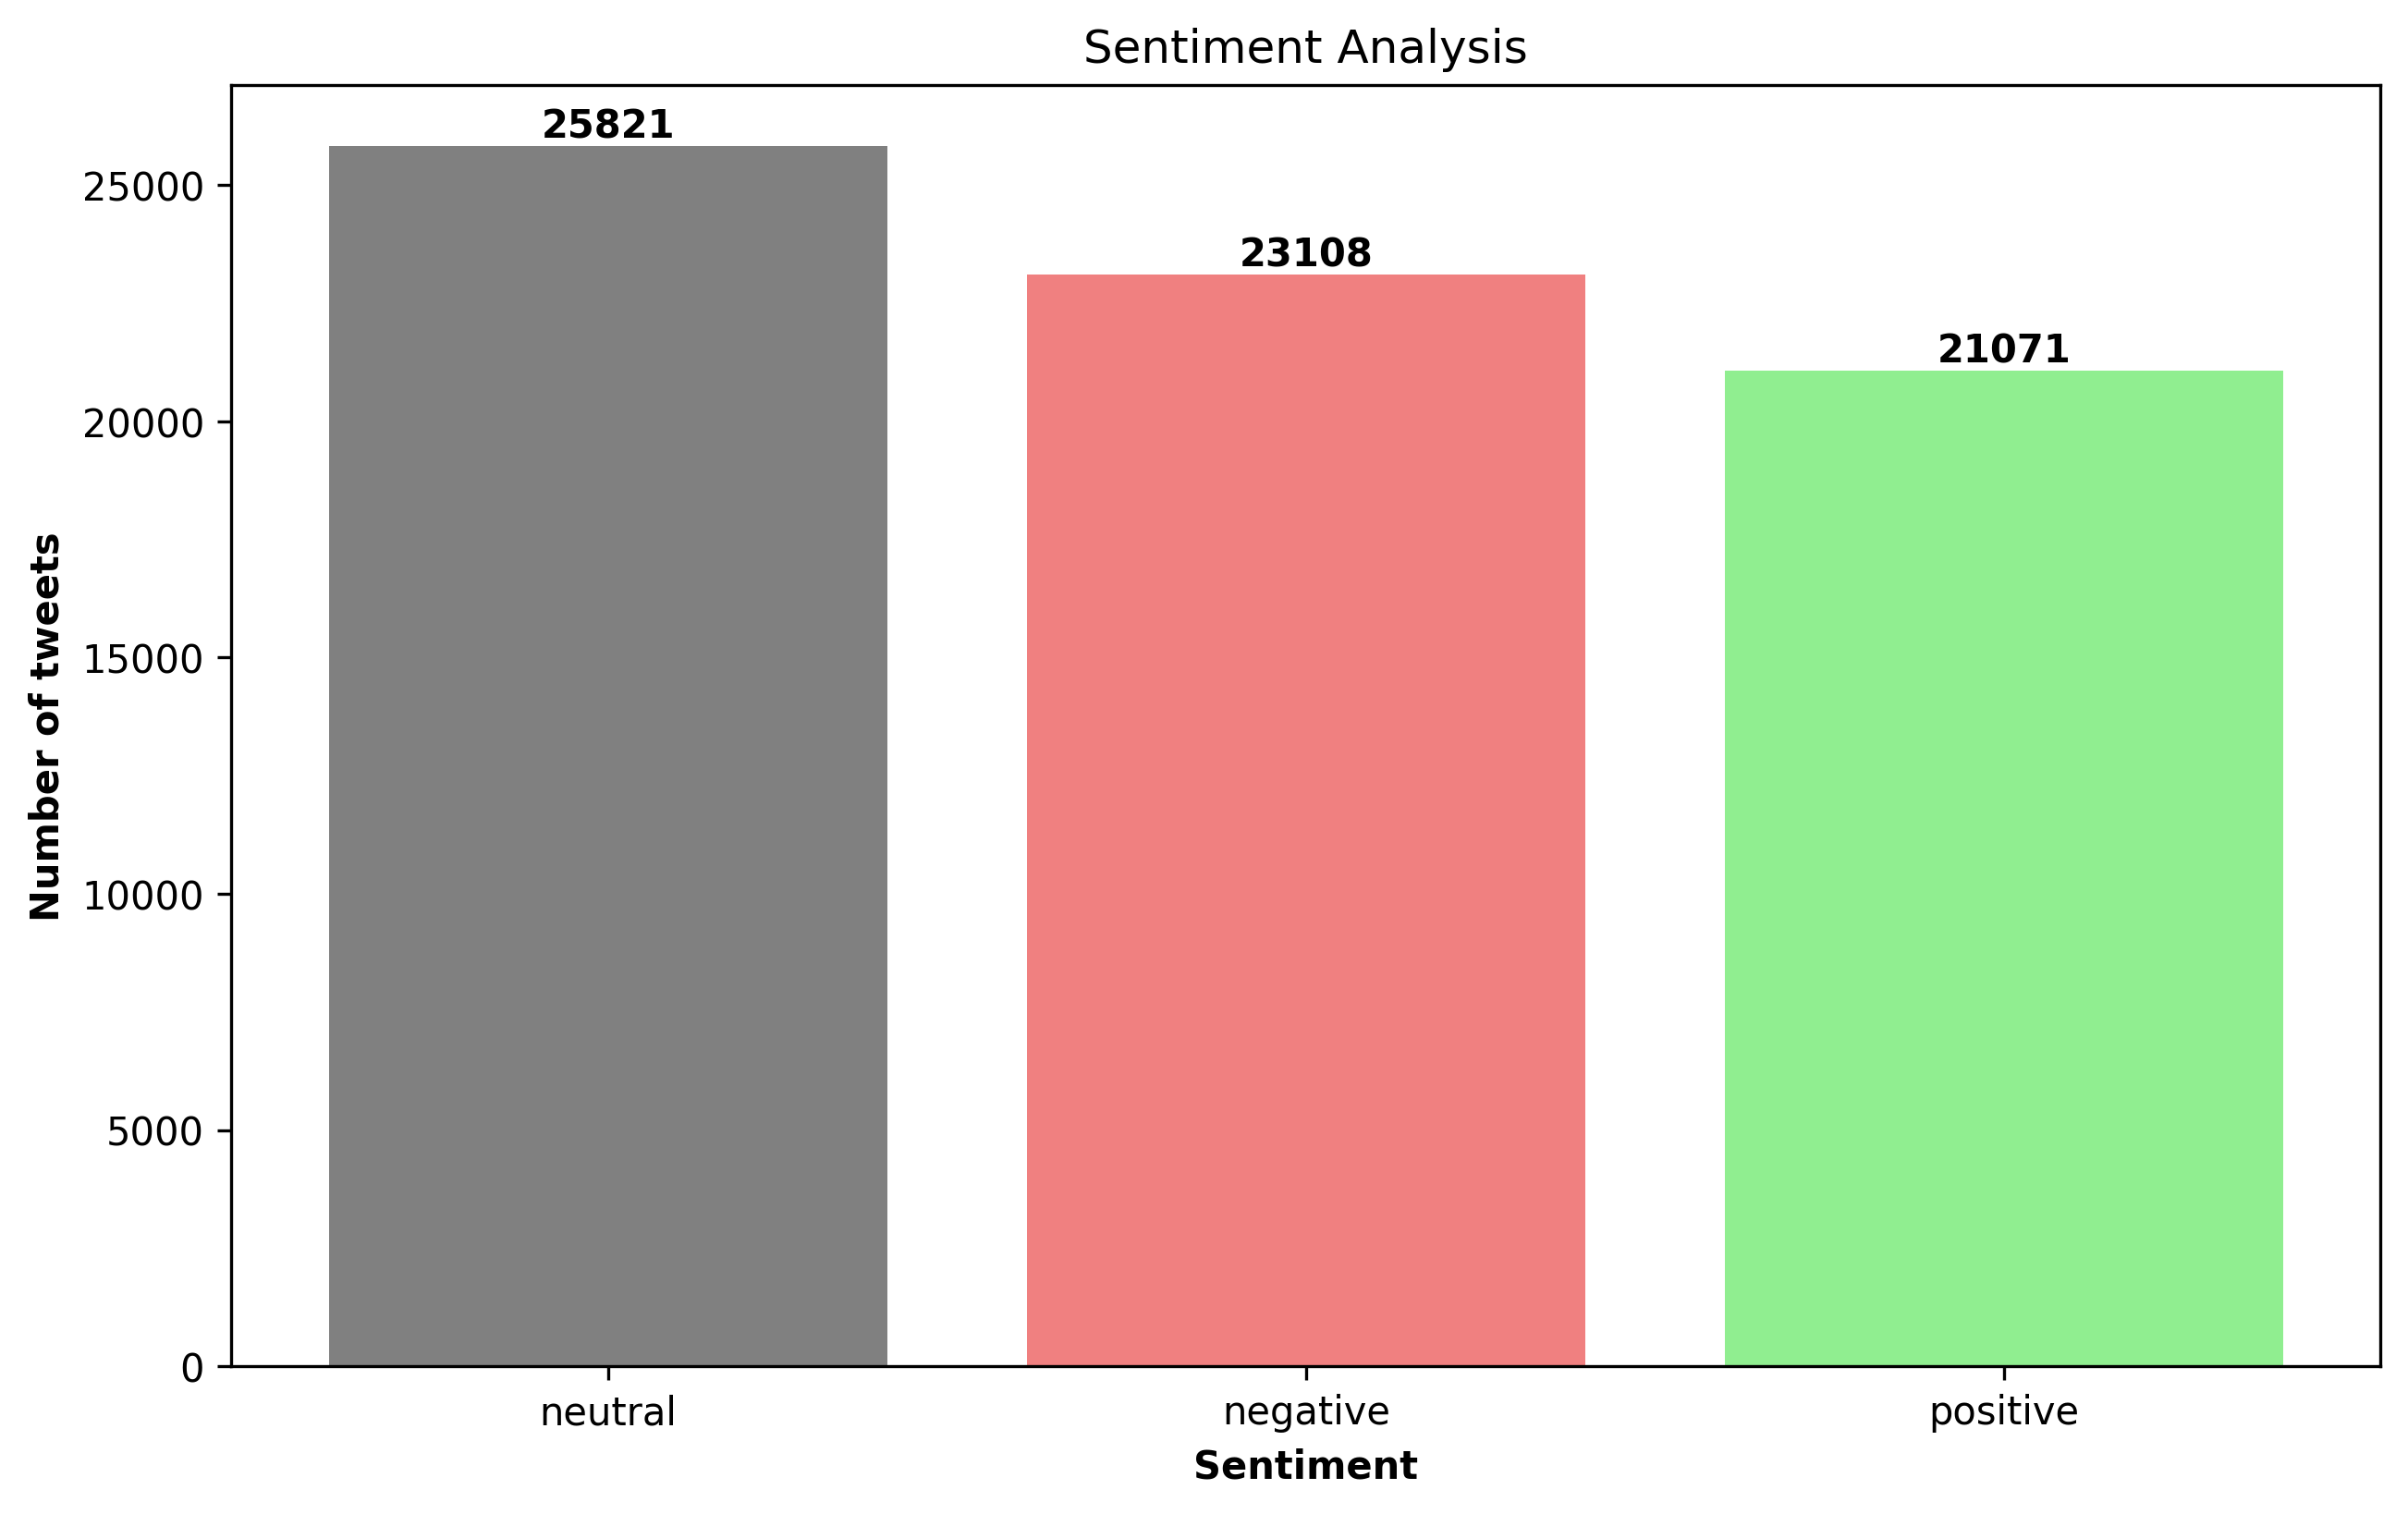 Sentiment Analysis
25821
23108
21071
25000
20000
15000
10000
5000
0
Number of tweets
neutral
negative
positive
Sentiment